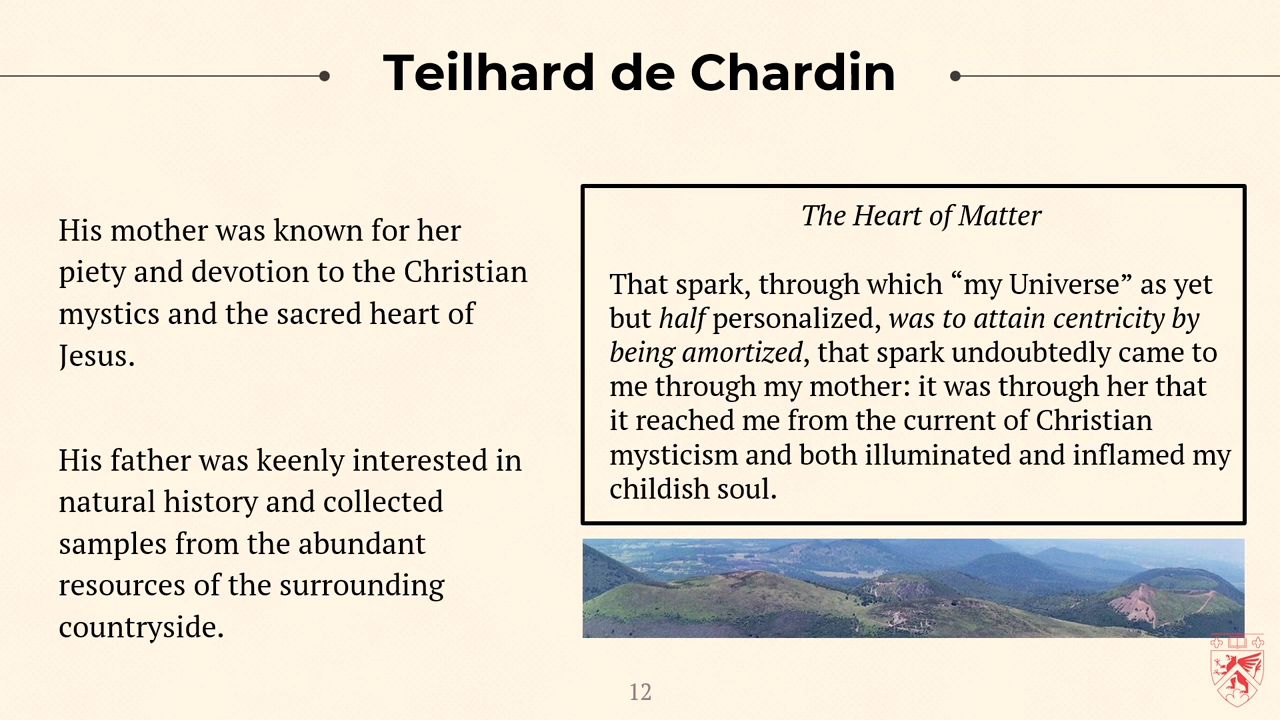 Teilhard de Chardin
His mother was known for her
piety and devotion to the Christian
mystics and the sacred heart of
Jesus.
His father was keenly interested in
natural history and collected
samples from the abundant
resources of the surrounding
countryside.
The Heart of Matter
That spark, through which “my Universe” as yet
but half personalized, was to attain centricity by
being amortized, that spark undoubtedly came to
me through my mother: it was through her that
it reached me from the current of Christian
mysticism and both illuminated and inflamed my
childish soul.
12